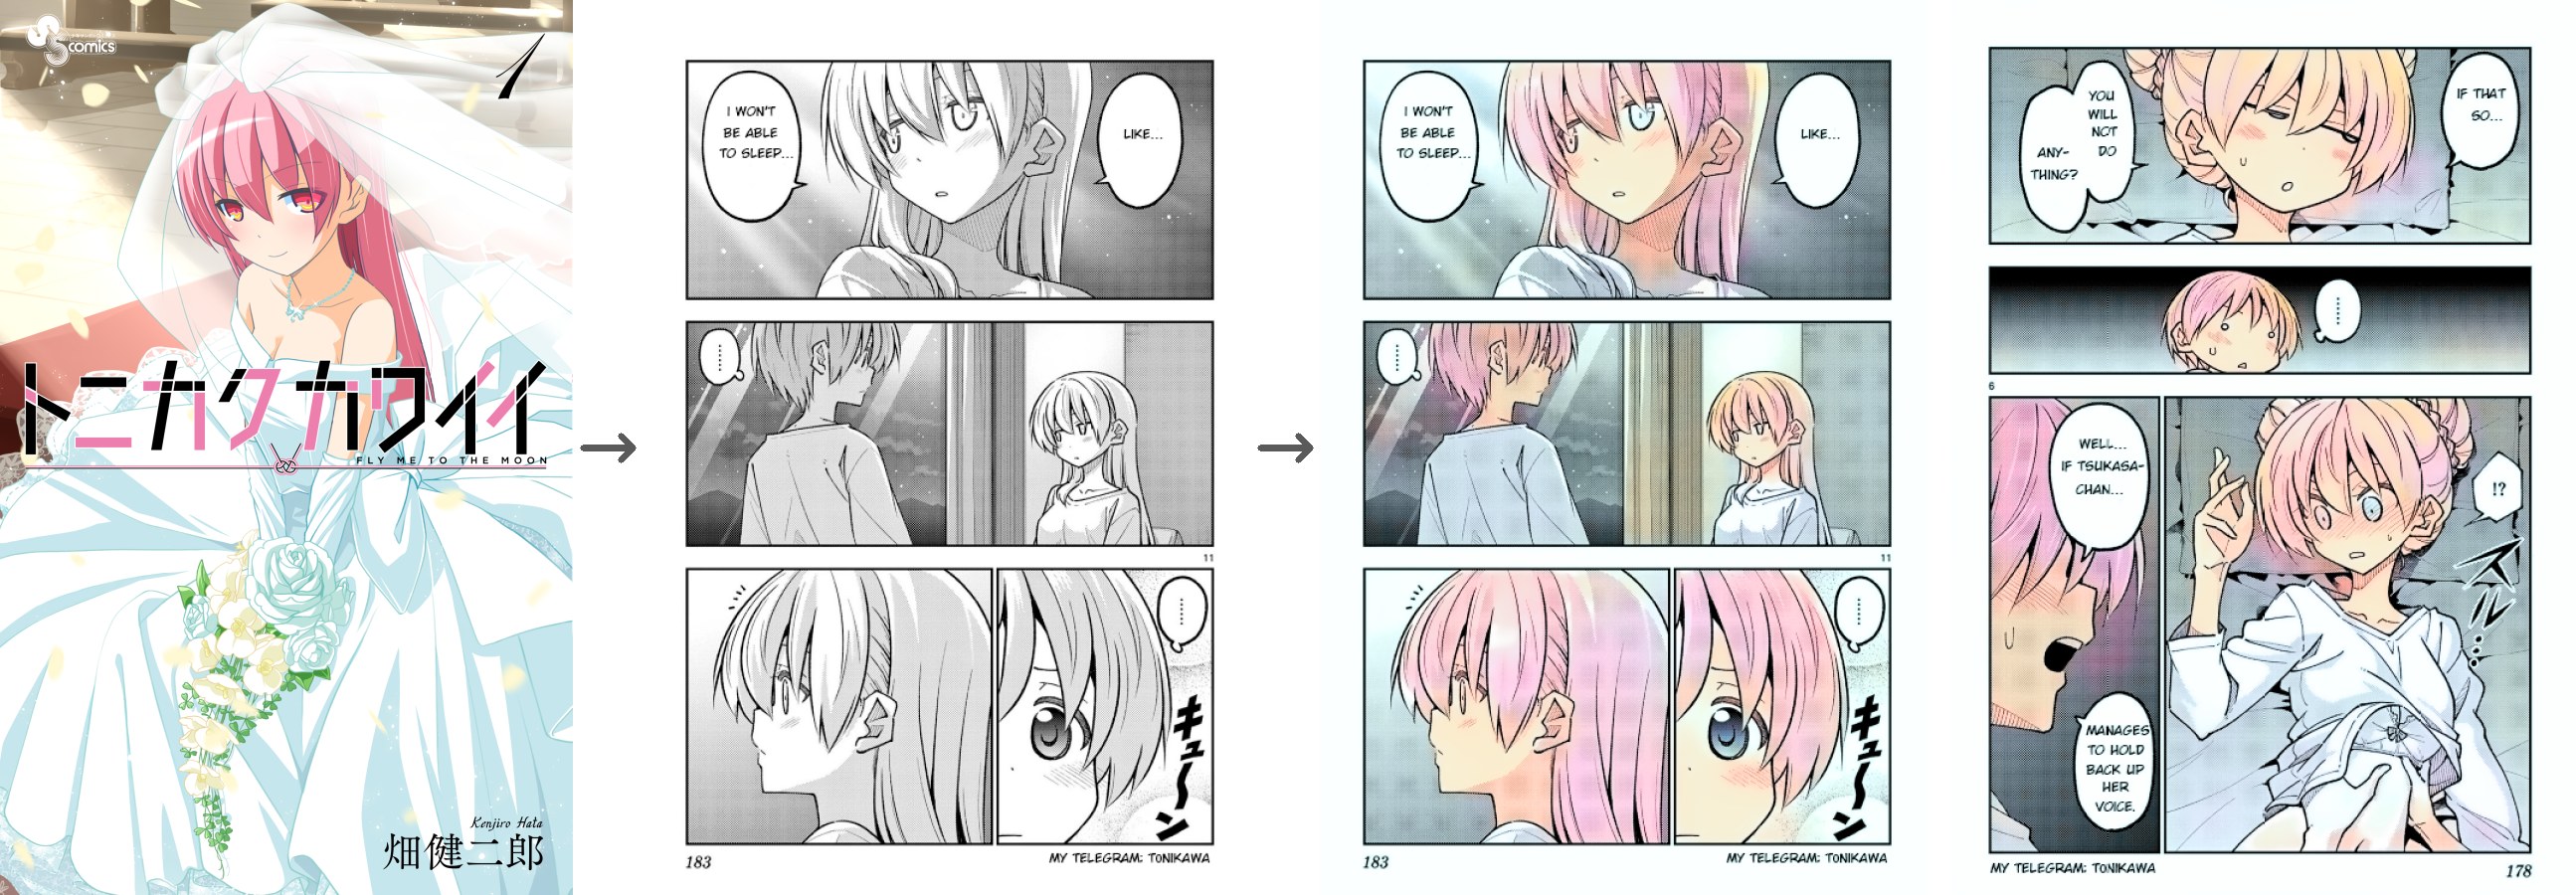 SS comics
1
トニカクカワイイ
FLY ME TO THE MOON
Kenjiro Hata
畑健二郎
LIKE...
I WON'T
BE ABLE
TO SLEEP...
11
キュ〜ン
183
MY TELEGRAM: TONIKAWA
LIKE...
I WON'T
BE ABLE
TO SLEEP...
11
キュ〜ン
183
MY TELEGRAM: TONIKAWA
IF THAT
SO...
YOU
WILL
NOT
DO
ANY-
THING?
6
WELL...
IF TSUKASA-
CHAN...
MANAGES
TO HOLD
BACK UP
HER
VOICE.
!?
MY TELEGRAM: TONIKAWA
178